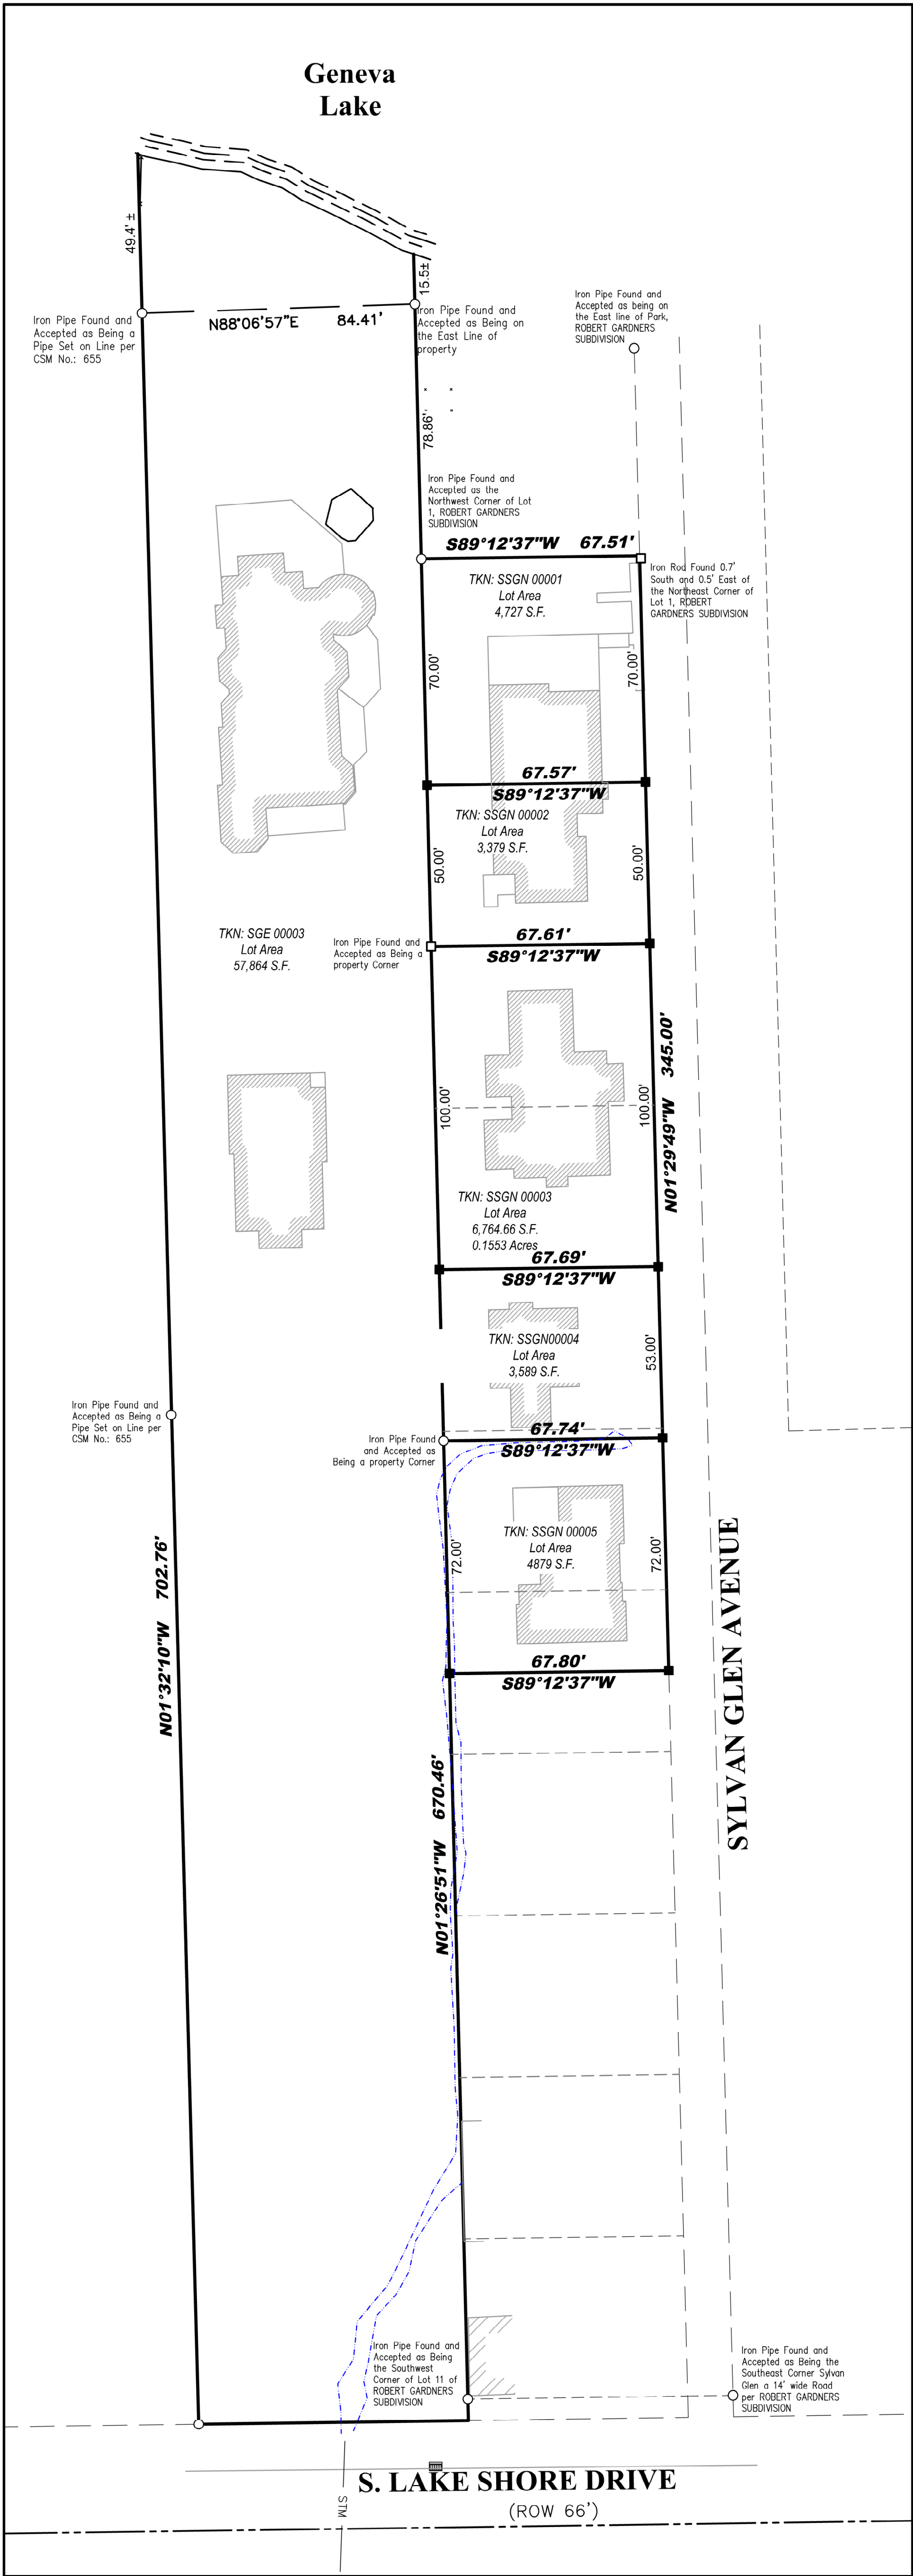 Geneva
Lake
49.4' ±
15.5±
Iron Pipe Found and
Accepted as Being a
Pipe Set on Line per
CSM No.: 655
N88°06'57"E 84.41'
Iron Pipe Found and
Accepted as Being on
the East Line of
property
Iron Pipe Found and
Accepted as being on
the East line of Park,
ROBERT GARDNERS
SUBDIVISION
78.86'
Iron Pipe Found and
Accepted as the
Northwest Corner of Lot
1, ROBERT GARDNERS
SUBDIVISION
S89°12'37"W 67.51'
Iron Rod Found 0.7'
South and 0.5' East of
the Northeast Corner of
Lot 1, ROBERT
GARDNERS SUBDIVISION
TKN: SSGN 00001
Lot Area
4,727 S.F.
70.00'
70.00'
67.57'
S89°12'37"W
TKN: SSGN 00002
Lot Area
3,379 S.F.
50.00'
50.00'
TKN: SGE 00003
Lot Area
57,864 S.F.
Iron Pipe Found and
Accepted as Being a
property Corner
67.61'
S89°12'37"W
100.00'
100.00'
N01°29'49"W 345.00'
TKN: SSGN 00003
Lot Area
6,764.66 S.F.
0.1553 Acres
67.69'
S89°12'37"W
TKN: SSGN00004
Lot Area
3,589 S.F.
53.00'
Iron Pipe Found and
Accepted as Being a
Pipe Set on Line per
CSM No.: 655
Iron Pipe Found
and Accepted as
Being a property Corner
67.74'
S89°12'37"W
TKN: SSGN 00005
Lot Area
4879 S.F.
72.00'
72.00'
67.80'
S89°12'37"W
N01°32'10"W 702.76'
N01°26'51"W 670.46'
SYLVAN GLEN AVENUE
Iron Pipe Found and
Accepted as Being
the Southwest
Corner of Lot 11 of
ROBERT GARDNERS
SUBDIVISION
Iron Pipe Found and
Accepted as Being the
Southeast Corner Sylvan
Glen a 14' wide Road
per ROBERT GARDNERS
SUBDIVISION
STM
S. LAKE SHORE DRIVE
(ROW 66')